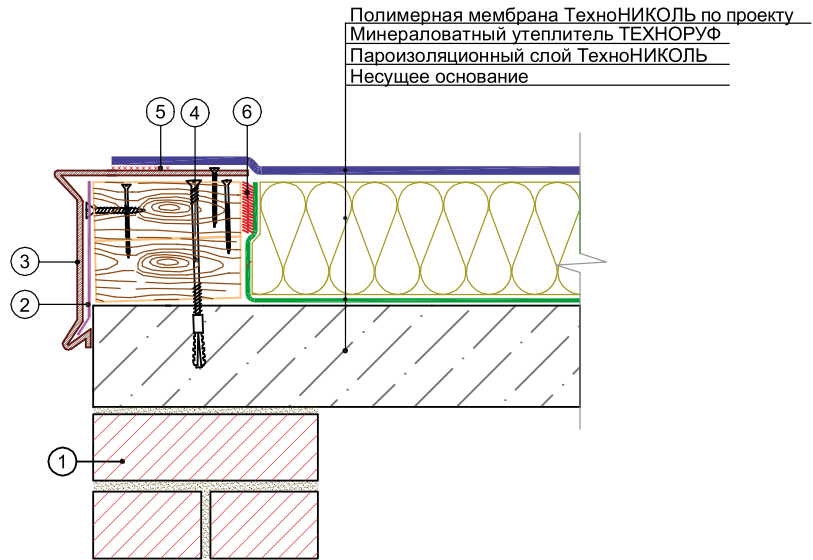 Полимерная мембрана ТехноНИКОЛЬ по проекту
Минераловатный утеплитель ТЕХНОРУФ
Пароизоляционный слой ТехноНИКОЛЬ
Несущее основание
5
4
6
3
2
1